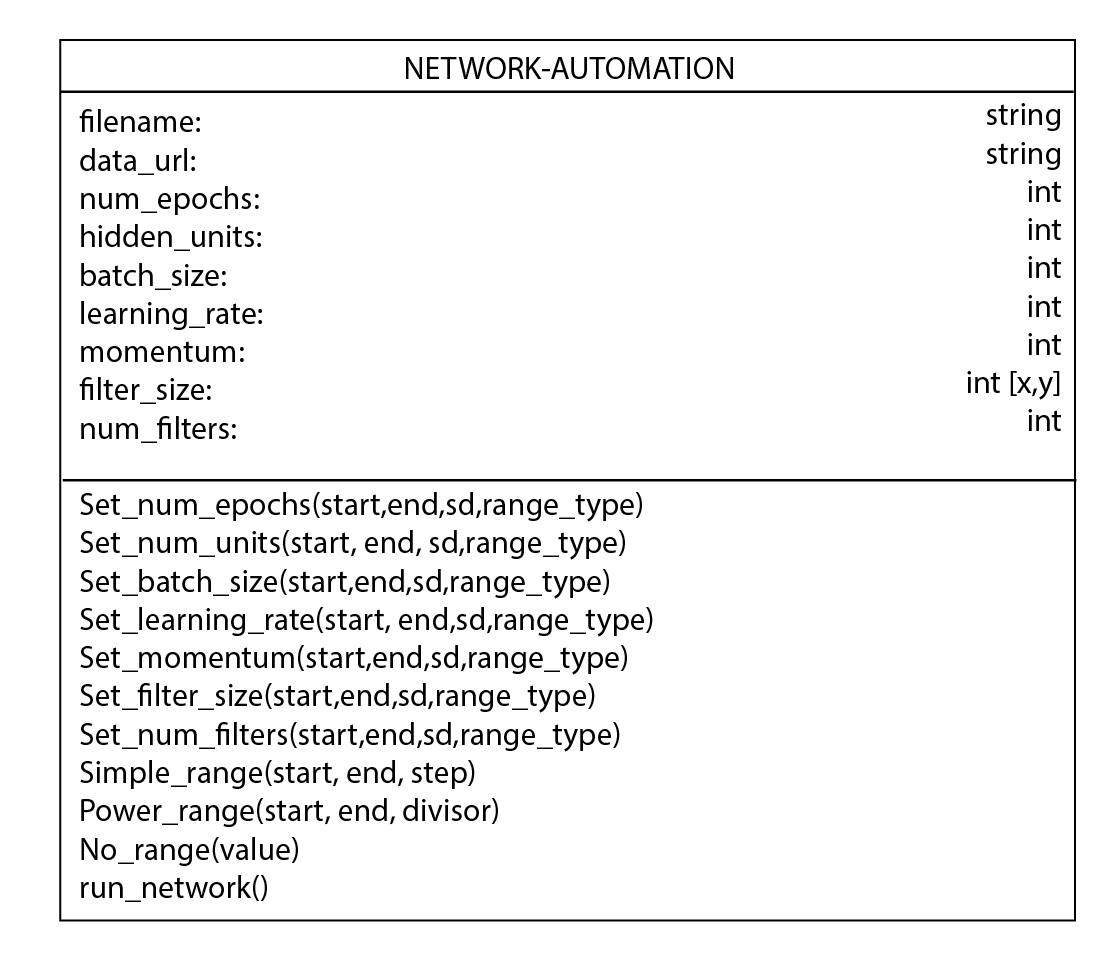 NETWORK-AUTOMATION
filename: string
data_url: string
num_epochs: int
hidden_units: int
batch_size: int
learning_rate: int
momentum: int
filter_size: int [x,y]
num_filters: int
Set_num_epochs(start,end,sd,range_type)
Set_num_units(start, end, sd,range_type)
Set_batch_size(start,end,sd,range_type)
Set_learning_rate(start, end,sd,range_type)
Set_momentum(start,end,sd,range_type)
Set_filter_size(start,end,sd,range_type)
Set_num_filters(start,end,sd,range_type)
Simple_range(start, end, step)
Power_range(start, end, divisor)
No_range(value)
run_network()